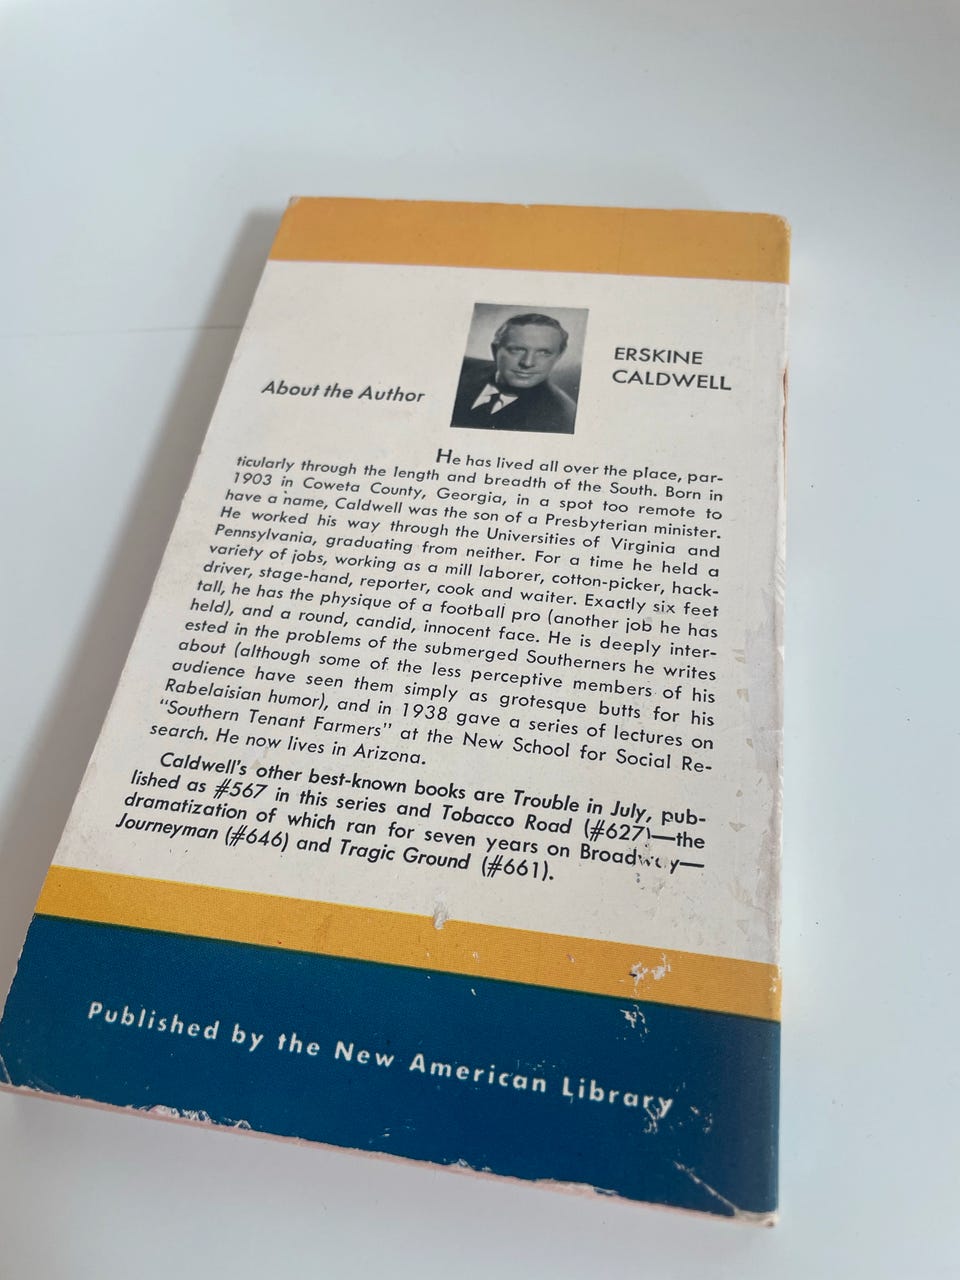 About the Author
ERSKINE
CALDWELL
He has lived all over the place, par-
ticularly through the length and breadth of the South. Born in
1903 in Coweta County, Georgia, in a spot too remote to
have a name, Caldwell was the son of a Presbyterian minister.
He worked his way through the Universities of Virginia and
Pennsylvania, graduating from neither. For a time he held a
variety of jobs, working as a mill laborer, cotton-picker, hack-
driver, stage-hand, reporter, cook and waiter. Exactly six feet
tall, he has the physique of a football pro (another job he has
held), and a round, candid, innocent face. He is deeply inter-
ested in the problems of the submerged Southerners he writes
about (although some of the less perceptive members of his
audience have seen them simply as grotesque butts for his
Rabelaisian humor), and in 1938 gave a series of lectures on
"Southern Tenant Farmers" at the New School for Social Re-
search. He now lives in Arizona.
Caldwell's other best-known books are Trouble in July, pub-
lished as #567 in this series and Tobacco Road (#627)—the
dramatization of which ran for seven years on Broadway—
Journeyman (#646) and Tragic Ground (#661).
Published by the New American Library